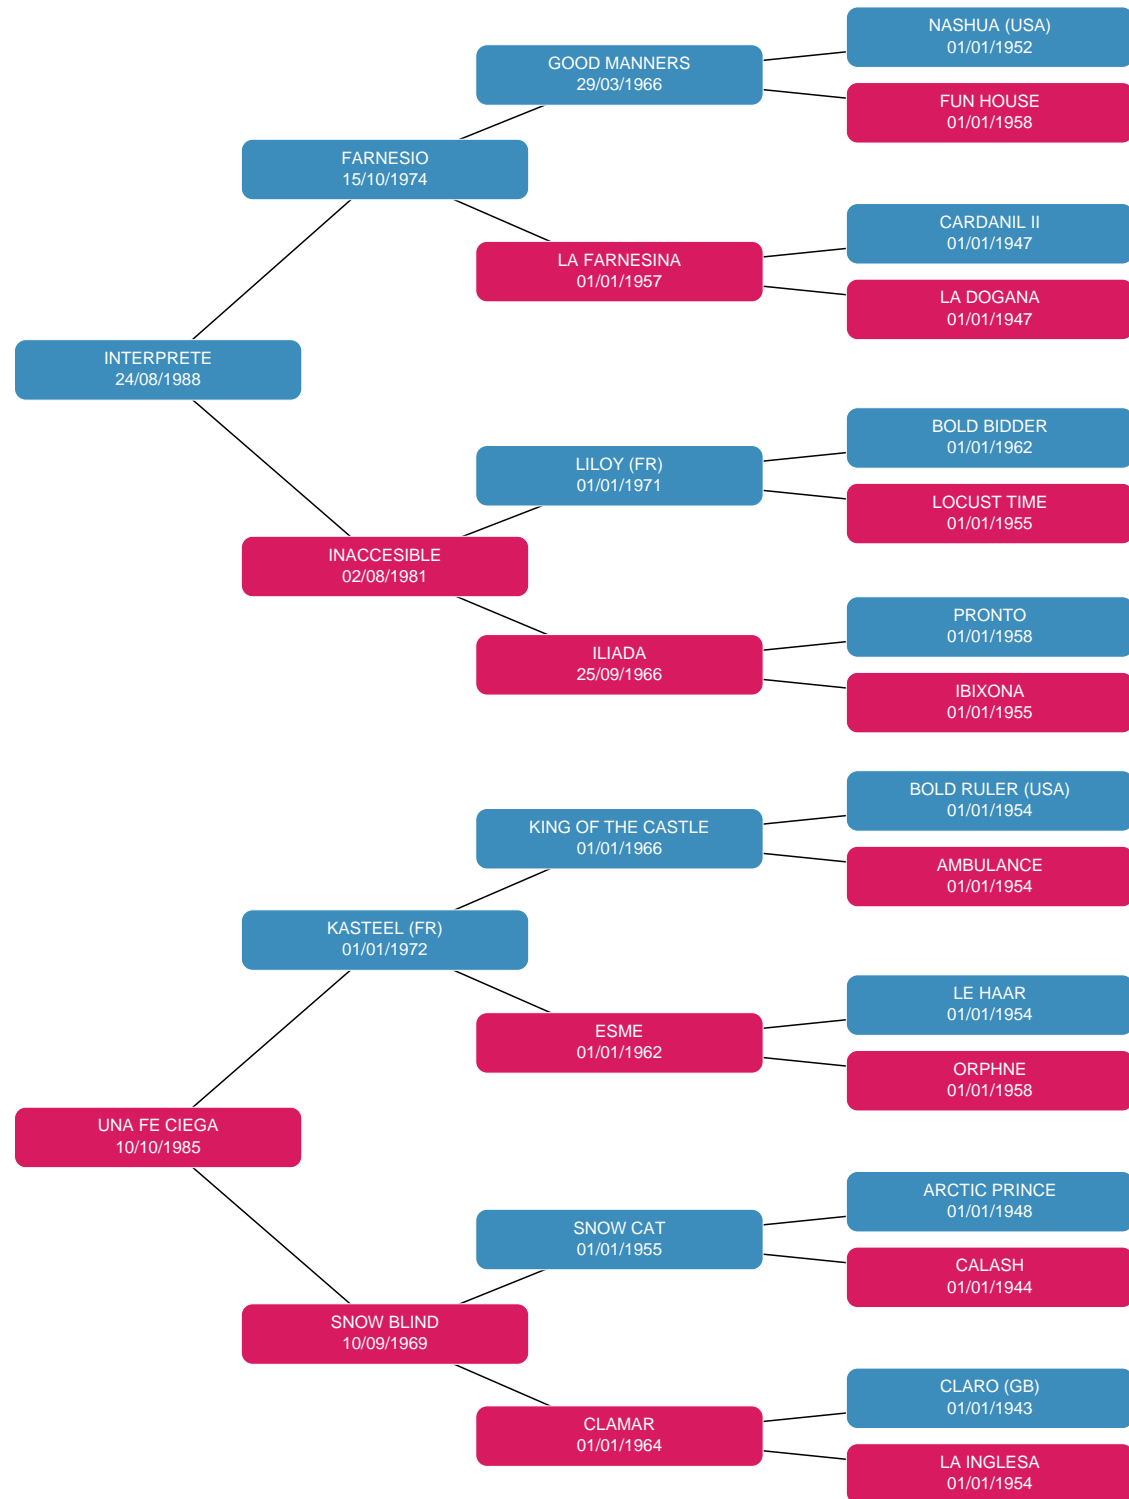 NASHUA (USA)
01/01/1952
GOOD MANNERS
29/03/1966
FUN HOUSE
01/01/1958
FARNESIO
15/10/1974
CARDANIL II
01/01/1947
LA FARNESINA
01/01/1957
LA DOGANA
01/01/1947
INTERPRETE
24/08/1988
BOLD BIDDER
01/01/1962
LILOY (FR)
01/01/1971
LOCUST TIME
01/01/1955
INACCESIBLE
02/08/1981
PRONTO
01/01/1958
ILIADA
25/09/1966
IBIXONA
01/01/1955
BOLD RULER (USA)
01/01/1954
KING OF THE CASTLE
01/01/1966
AMBULANCE
01/01/1954
KASTEEL (FR)
01/01/1972
LE HAAR
01/01/1954
ESME
01/01/1962
ORPHNE
01/01/1958
UNA FE CIEGA
10/10/1985
ARCTIC PRINCE
01/01/1948
SNOW CAT
01/01/1955
CALASH
01/01/1944
SNOW BLIND
10/09/1969
CLARO (GB)
01/01/1943
CLAMAR
01/01/1964
LA INGLESA
01/01/1954